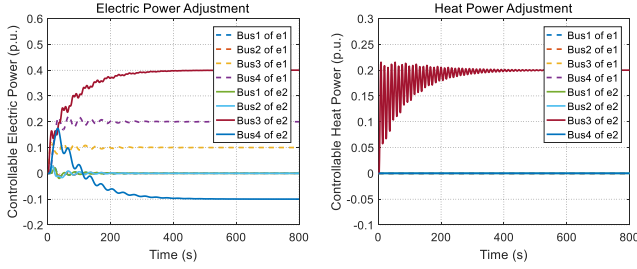 Electric Power Adjustment
Controllable Electric Power (p.u.)
0.6
0.5
0.4
0.3
0.2
0.1
0
-0.1
-0.2
0
200
400
600
800
Time (s)
Bus1 of e1
Bus2 of e1
Bus3 of e1
Bus4 of e1
Bus1 of e2
Bus2 of e2
Bus3 of e2
Bus4 of e2
Heat Power Adjustment
Controllable Heat Power (p.u.)
0.3
0.25
0.2
0.15
0.1
0.05
0
-0.05
-0.1
0
200
400
600
800
Time (s)
Bus1 of e1
Bus2 of e1
Bus3 of e1
Bus4 of e1
Bus1 of e2
Bus2 of e2
Bus3 of e2
Bus4 of e2